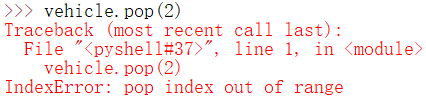 >>> vehicle.pop(2)
Traceback (most recent call last):
  File "<pyshell#37>", line 1, in <module>
    vehicle.pop(2)
IndexError: pop index out of range